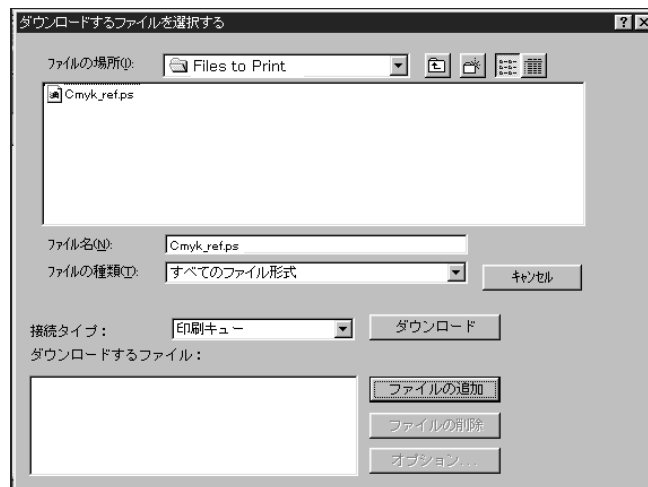 ダウンロードするファイルを選択する
ファイルの場所(I):
Files to Print
Cmyk_ref.ps
ファイル名(N):
Cmyk_ref.ps
ファイルの種類(T):
すべてのファイル形式
キャンセル
接続タイプ：
印刷キュー
ダウンロード
ダウンロードするファイル：
ファイルの追加
ファイルの削除
オプション...